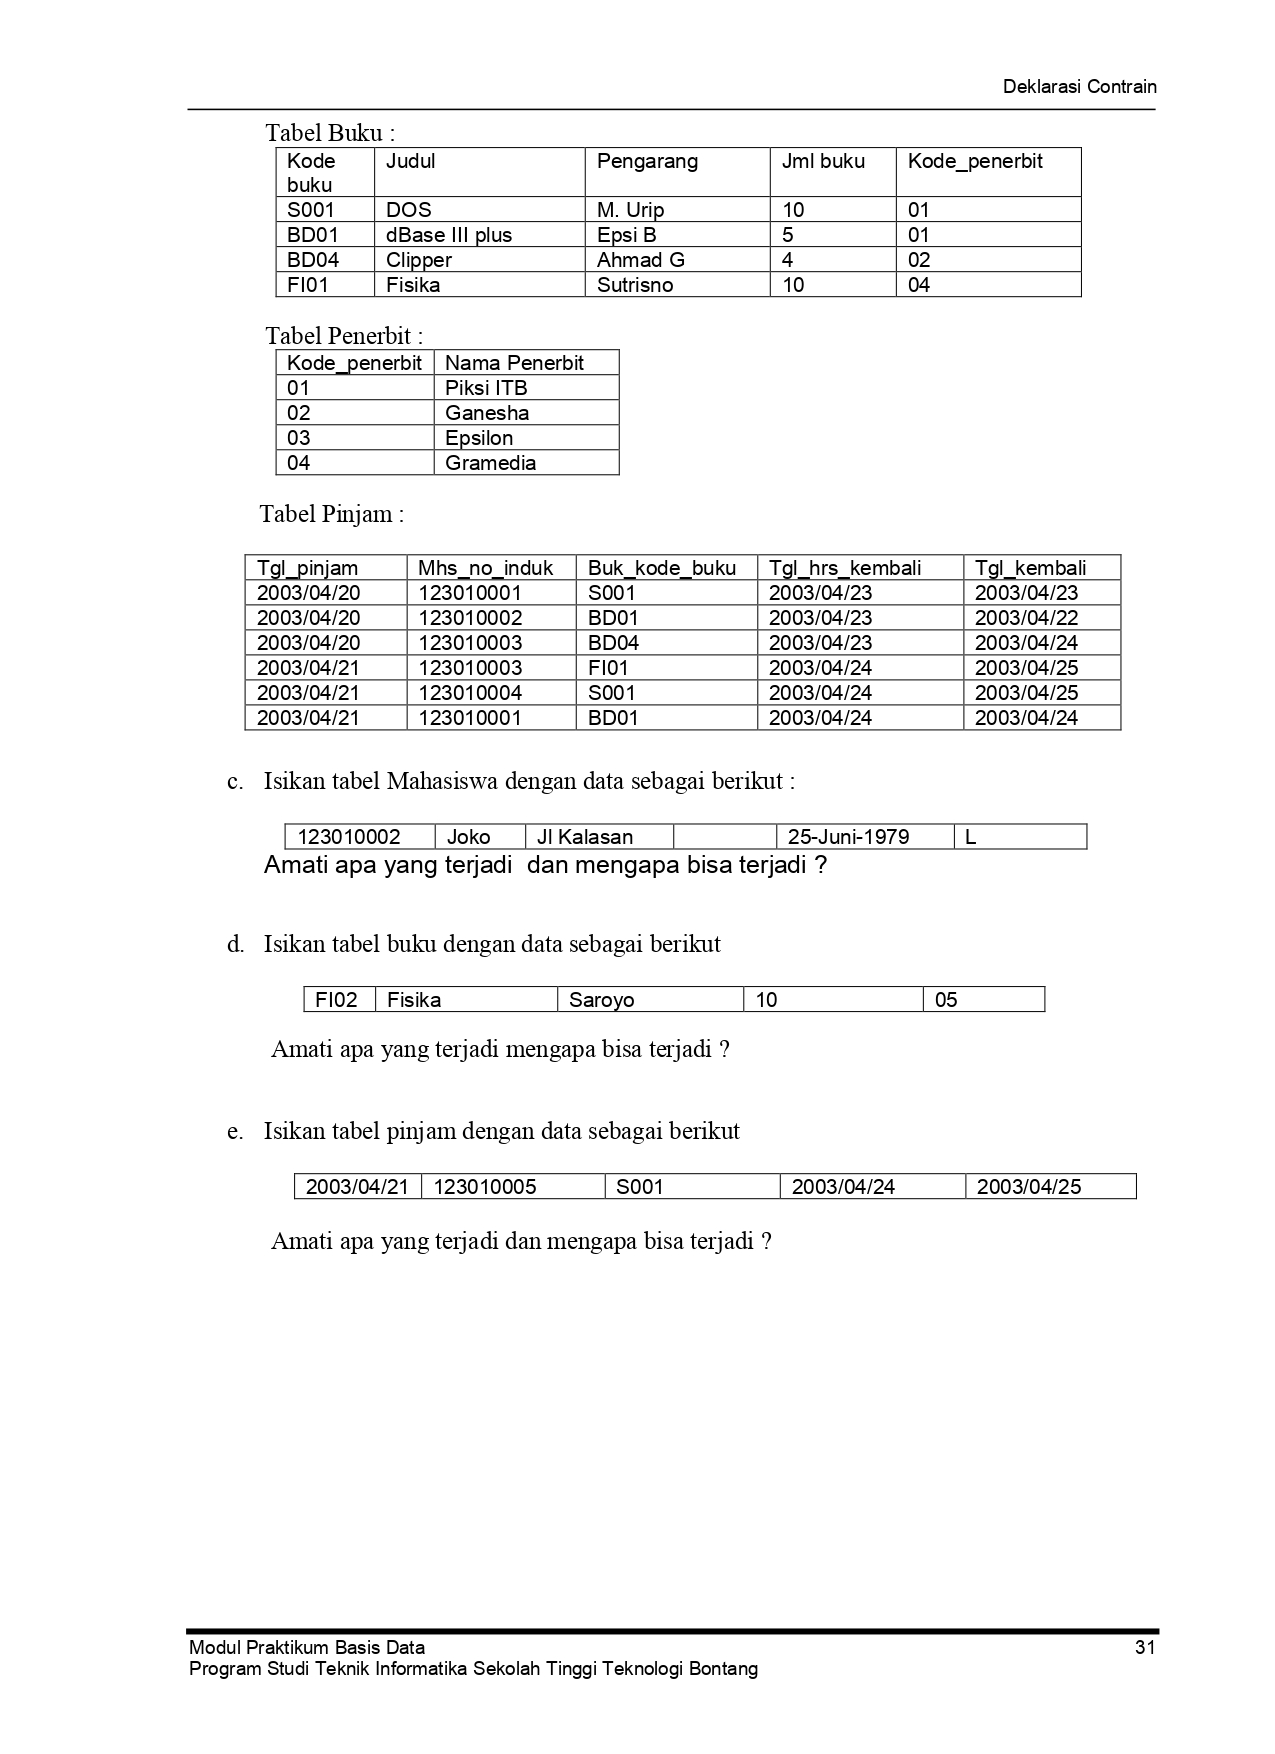 Deklarasi Contrain
Tabel Buku :
Kode buku Judul Pengarang Jml buku Kode_penerbit
S001 DOS M. Urip 10 01
BD01 dBase III plus Epsi B 5 01
BD04 Clipper Ahmad G 4 02
FI01 Fisika Sutrisno 10 04
Tabel Penerbit :
Kode_penerbit Nama Penerbit
01 Piksi ITB
02 Ganesha
03 Epsilon
04 Gramedia
Tabel Pinjam :
Tgl_pinjam Mhs_no_induk Buk_kode_buku Tgl_hrs_kembali Tgl_kembali
2003/04/20 123010001 S001 2003/04/23 2003/04/23
2003/04/20 123010002 BD01 2003/04/23 2003/04/22
2003/04/20 123010003 BD04 2003/04/23 2003/04/24
2003/04/21 123010003 FI01 2003/04/24 2003/04/25
2003/04/21 123010004 S001 2003/04/24 2003/04/25
2003/04/21 123010001 BD01 2003/04/24 2003/04/24
c. Isikan tabel Mahasiswa dengan data sebagai berikut :
123010002 Joko Jl Kalasan 25-Juni-1979 L
Amati apa yang terjadi  dan mengapa bisa terjadi ?
d. Isikan tabel buku dengan data sebagai berikut
FI02 Fisika Saroyo 10 05
Amati apa yang terjadi mengapa bisa terjadi ?
e. Isikan tabel pinjam dengan data sebagai berikut
2003/04/21 123010005 S001 2003/04/24 2003/04/25
Amati apa yang terjadi dan mengapa bisa terjadi ?
Modul Praktikum Basis Data 31
Program Studi Teknik Informatika Sekolah Tinggi Teknologi Bontang